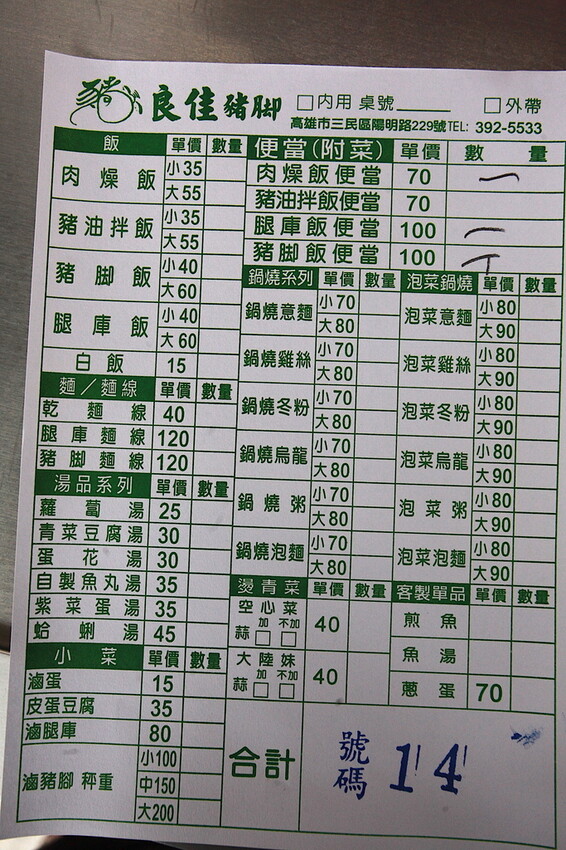 豬 良佳豬脚 □內用 桌號______ □外帶
高雄市三民區陽明路229號TEL: 392-5533
飯 單價 數量
肉燥飯 小35
大55
豬油拌飯 小35
大55
豬脚飯 小40
大60
腿庫飯 小40
大60
白飯 15
麵／麵線 單價 數量
乾麵線 40
腿庫麵線 120
豬脚麵線 120
湯品系列 單價 數量
蘿蔔湯 25
青菜豆腐湯 30
蛋花湯 30
自製魚丸湯 35
紫菜蛋湯 35
蛤蜊湯 45
小菜 單價 數量
滷蛋 15
皮蛋豆腐 35
滷腿庫 80
滷豬腳 秤重 小100
中150
大200
便當(附菜) 單價 數量
肉燥飯便當 70 一
豬油拌飯便當 70
腿庫飯便當 100 一
豬脚飯便當 100 丅
鍋燒系列 單價 數量
鍋燒意麵 小70
大80
鍋燒雞絲 小70
大80
鍋燒冬粉 小70
大80
鍋燒烏龍 小70
大80
鍋燒粥 小70
大80
鍋燒泡麵 小70
大80
泡菜鍋燒 單價 數量
泡菜意麵 小80
大90
泡菜雞絲 小80
大90
泡菜冬粉 小80
大90
泡菜烏龍 小80
大90
泡菜粥 小80
大90
泡菜泡麵 小80
大90
燙青菜 單價 數量
空心菜 40
蒜 加□ 不加□
大陸妹 40
蒜 加□ 不加□
客製單品 單價 數量
煎魚
魚湯
蔥蛋 70
合計
號碼 14